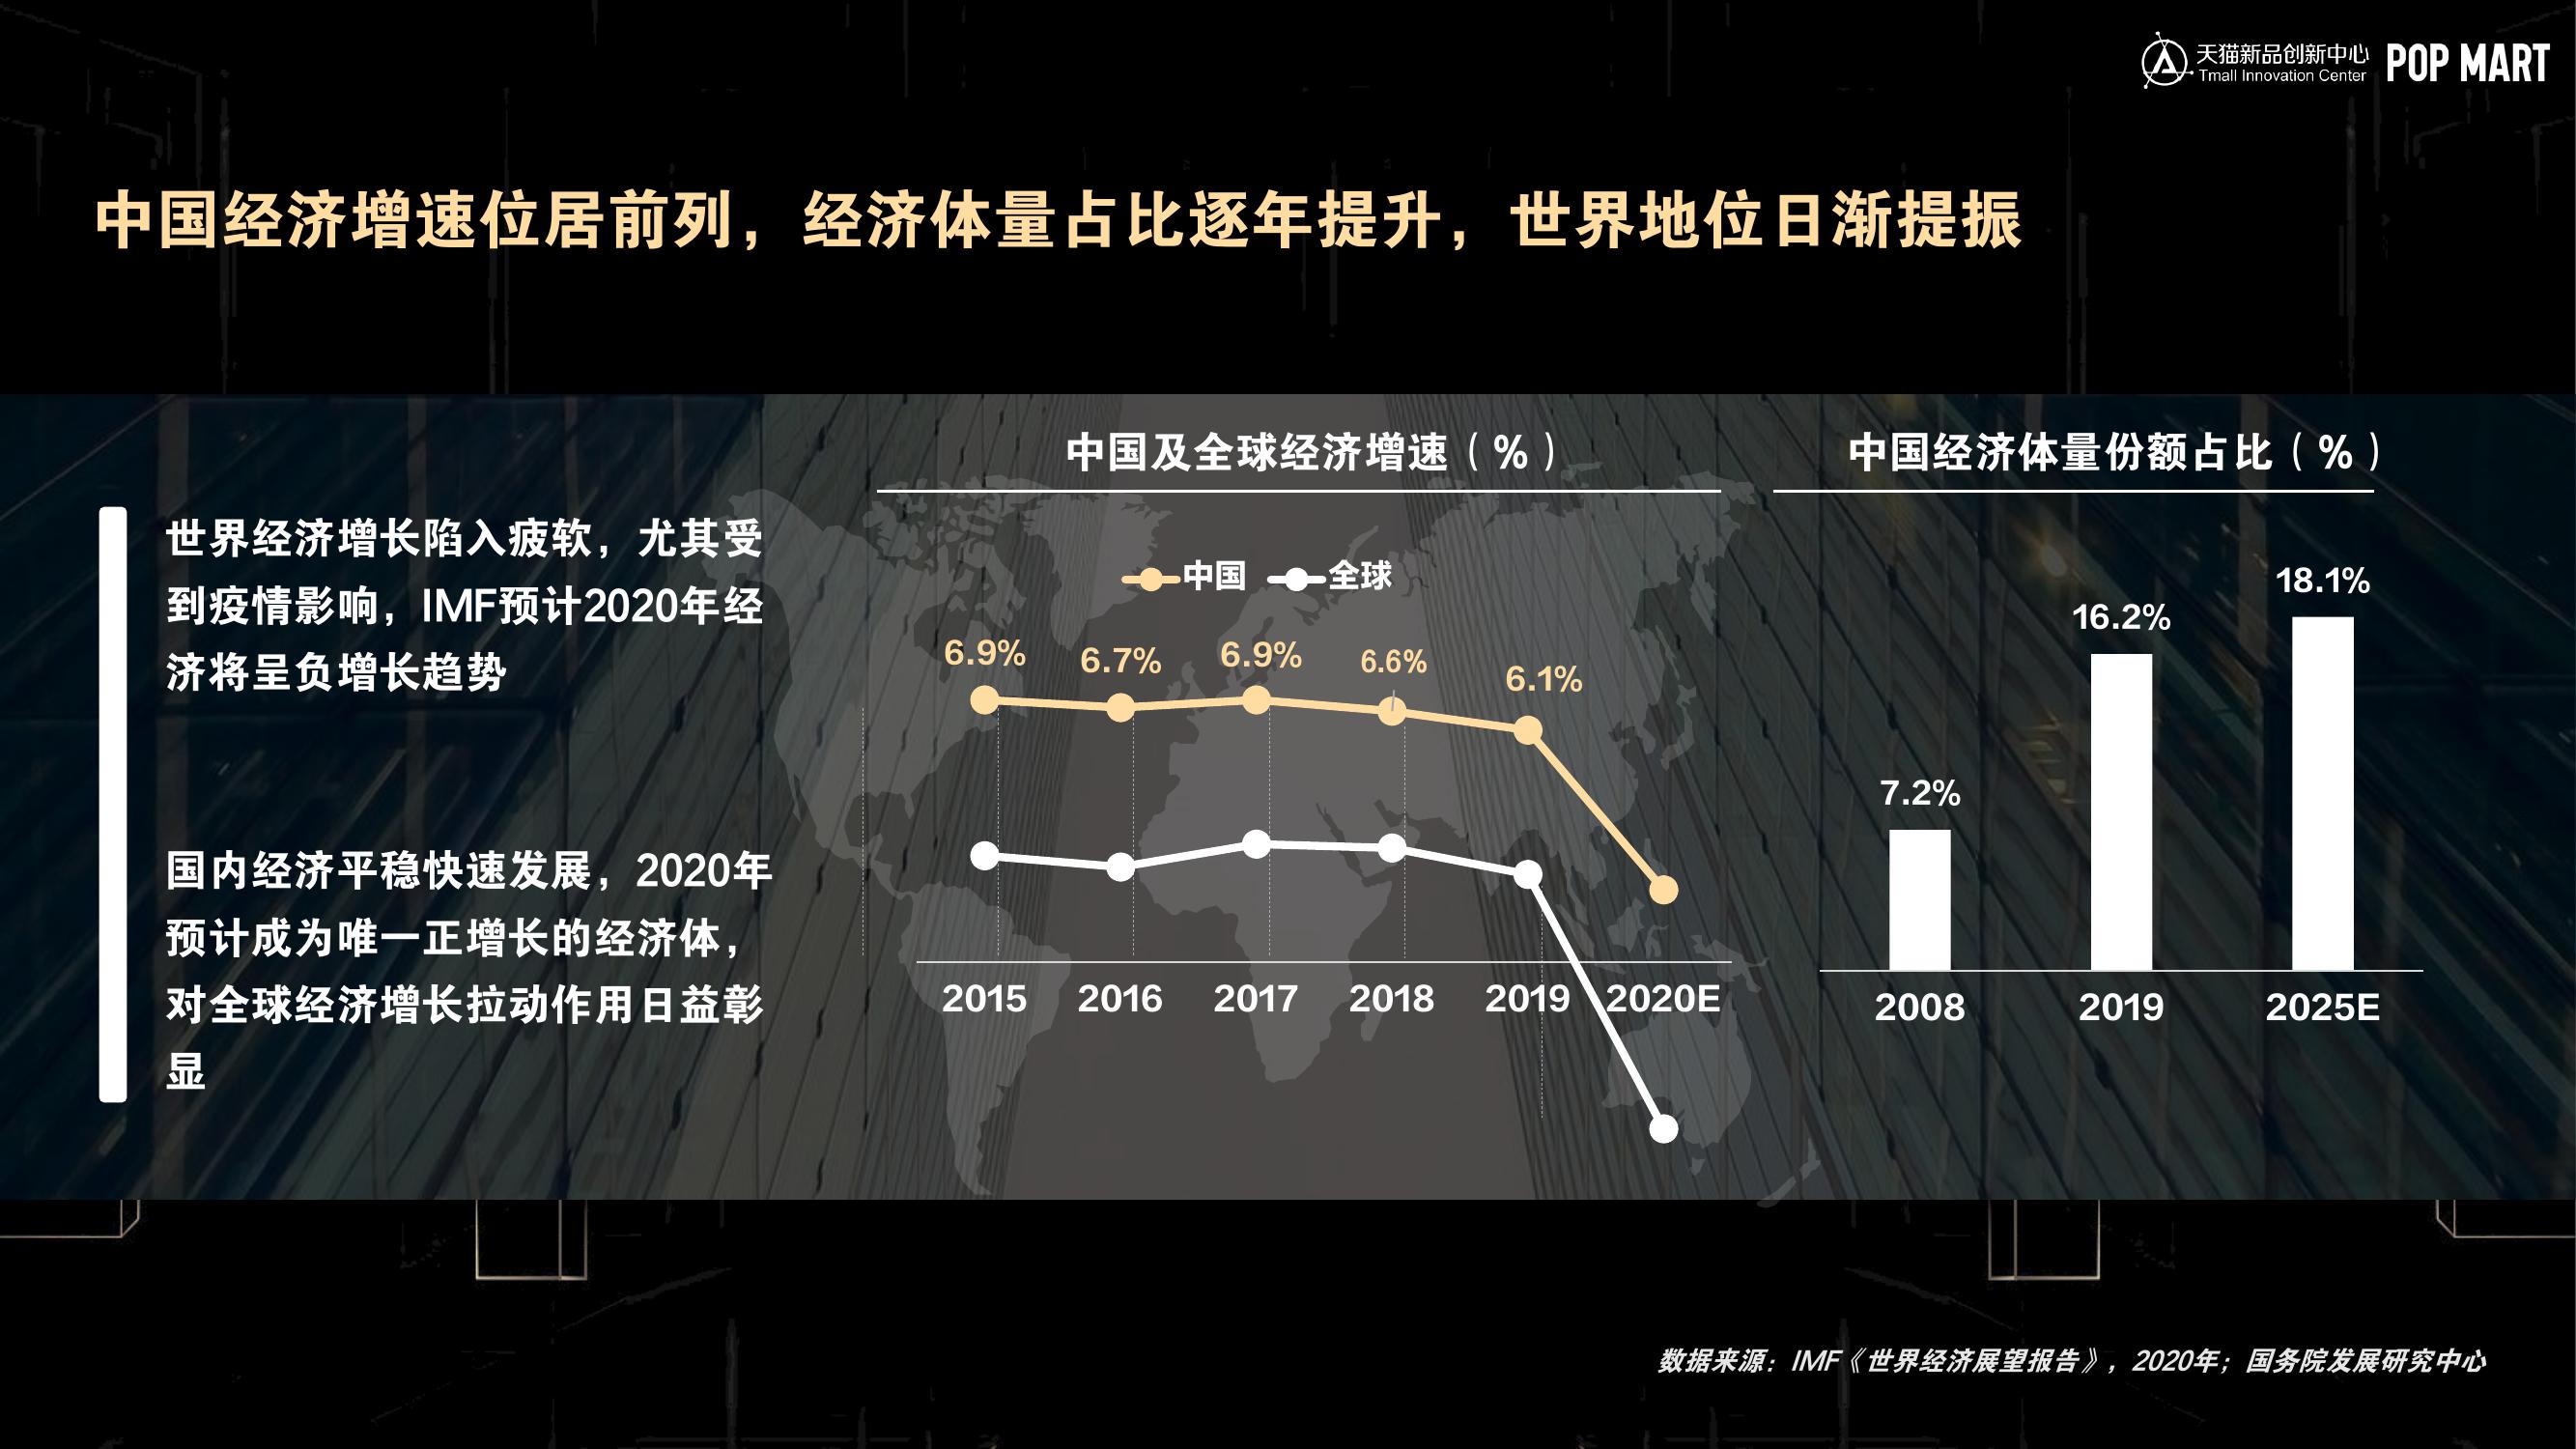 天猫新品创新中心
Tmall Innovation Center
POP MART
中国经济增速位居前列，经济体量占比逐年提升，世界地位日渐提振
世界经济增长陷入疲软，尤其受
到疫情影响，IMF预计2020年经
济将呈负增长趋势
国内经济平稳快速发展，2020年
预计成为唯一正增长的经济体，
对全球经济增长拉动作用日益彰
显
中国及全球经济增速（%）
中国 全球
6.9% 6.7% 6.9% 6.6% 6.1%
2015 2016 2017 2018 2019 2020E
中国经济体量份额占比（%）
7.2% 16.2% 18.1%
2008 2019 2025E
数据来源：IMF《世界经济展望报告》，2020年；国务院发展研究中心